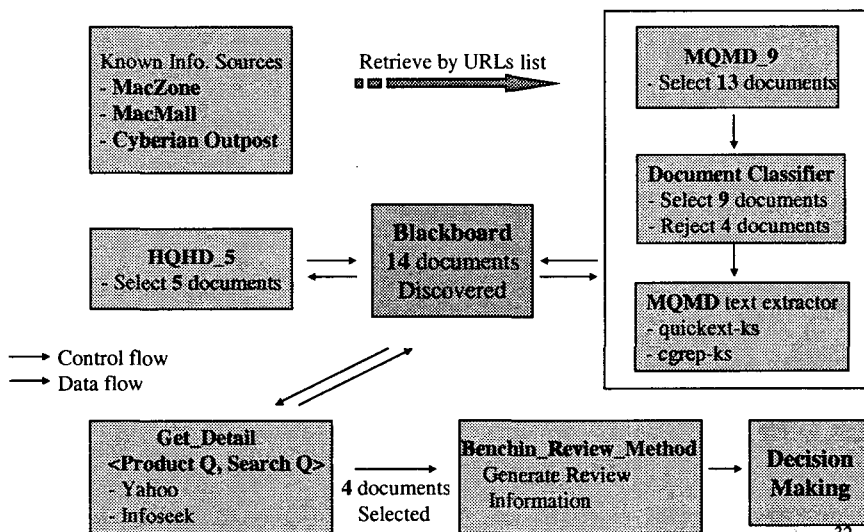 Known Info. Sources
- MacZone
- MacMall
- Cyberian Outpost
Retrieve by URLs list
MQMD_9
- Select 13 documents
Document Classifier
- Select 9 documents
- Reject 4 documents
MQMD text extractor
- quickext-ks
- cgrep-ks
HQHD_5
- Select 5 documents
Blackboard
14 documents
Discovered
Control flow
Data flow
Get_Detail
<Product Q, Search Q>
- Yahoo
- Infoseek
4 documents
Selected
Benchin_Review_Method
Generate Review
Information
Decision
Making